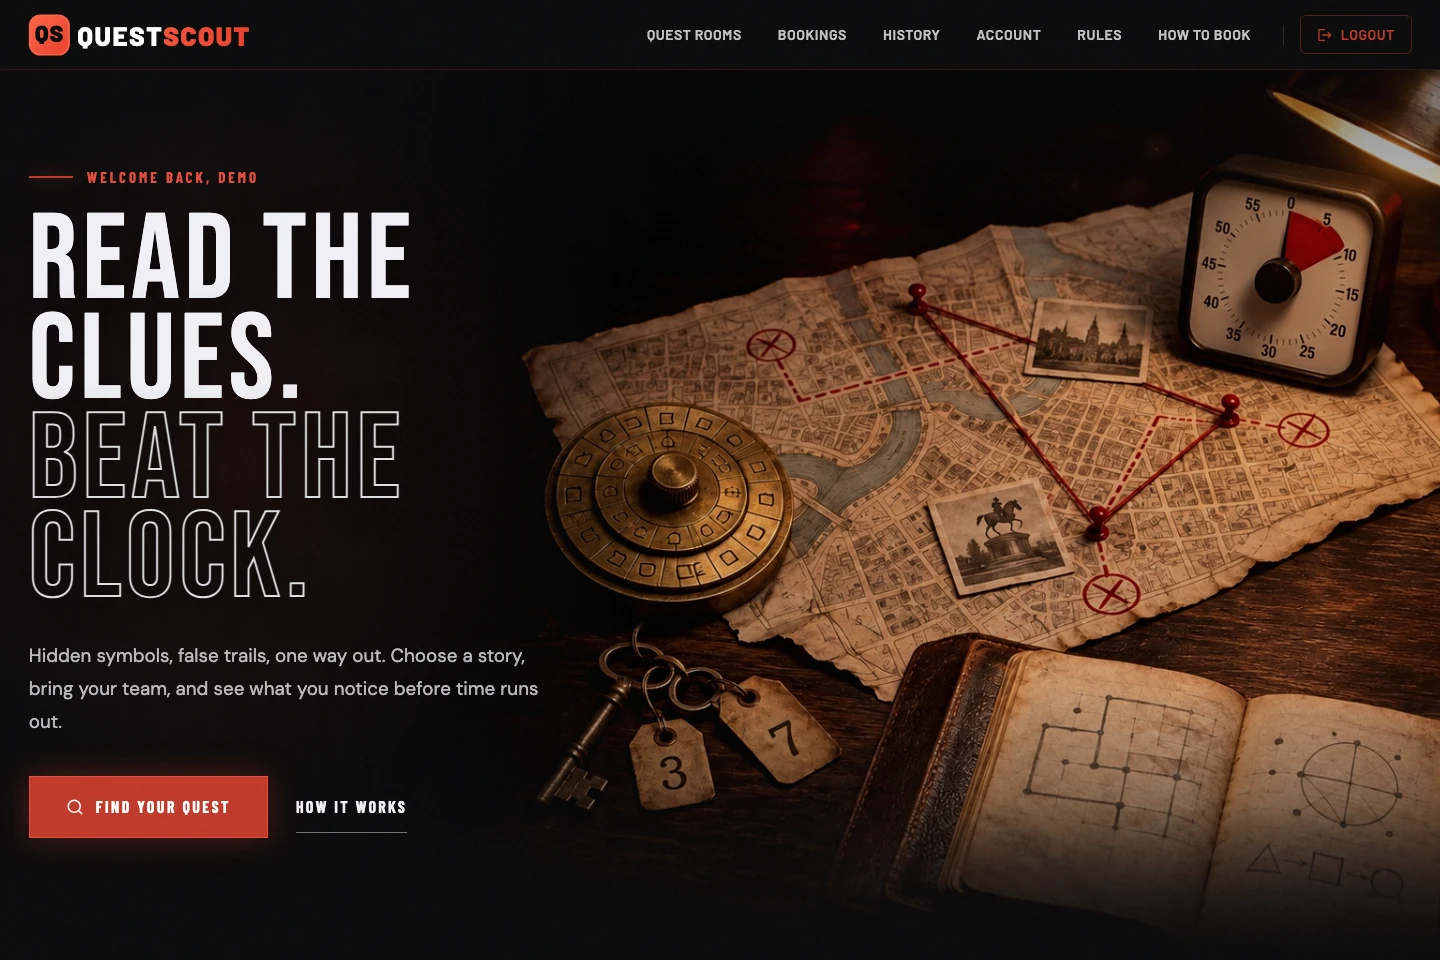 QS QUESTSCOUT
QUEST ROOMS
BOOKINGS
HISTORY
ACCOUNT
RULES
HOW TO BOOK
LOGOUT
WELCOME BACK, DEMO
READ THE
CLUES.
BEAT THE
CLOCK.
Hidden symbols, false trails, one way out. Choose a story,
bring your team, and see what you notice before time runs
out.
FIND YOUR QUEST
HOW IT WORKS
0
5
10
15
20
25
30
35
40
45
50
55
3
7